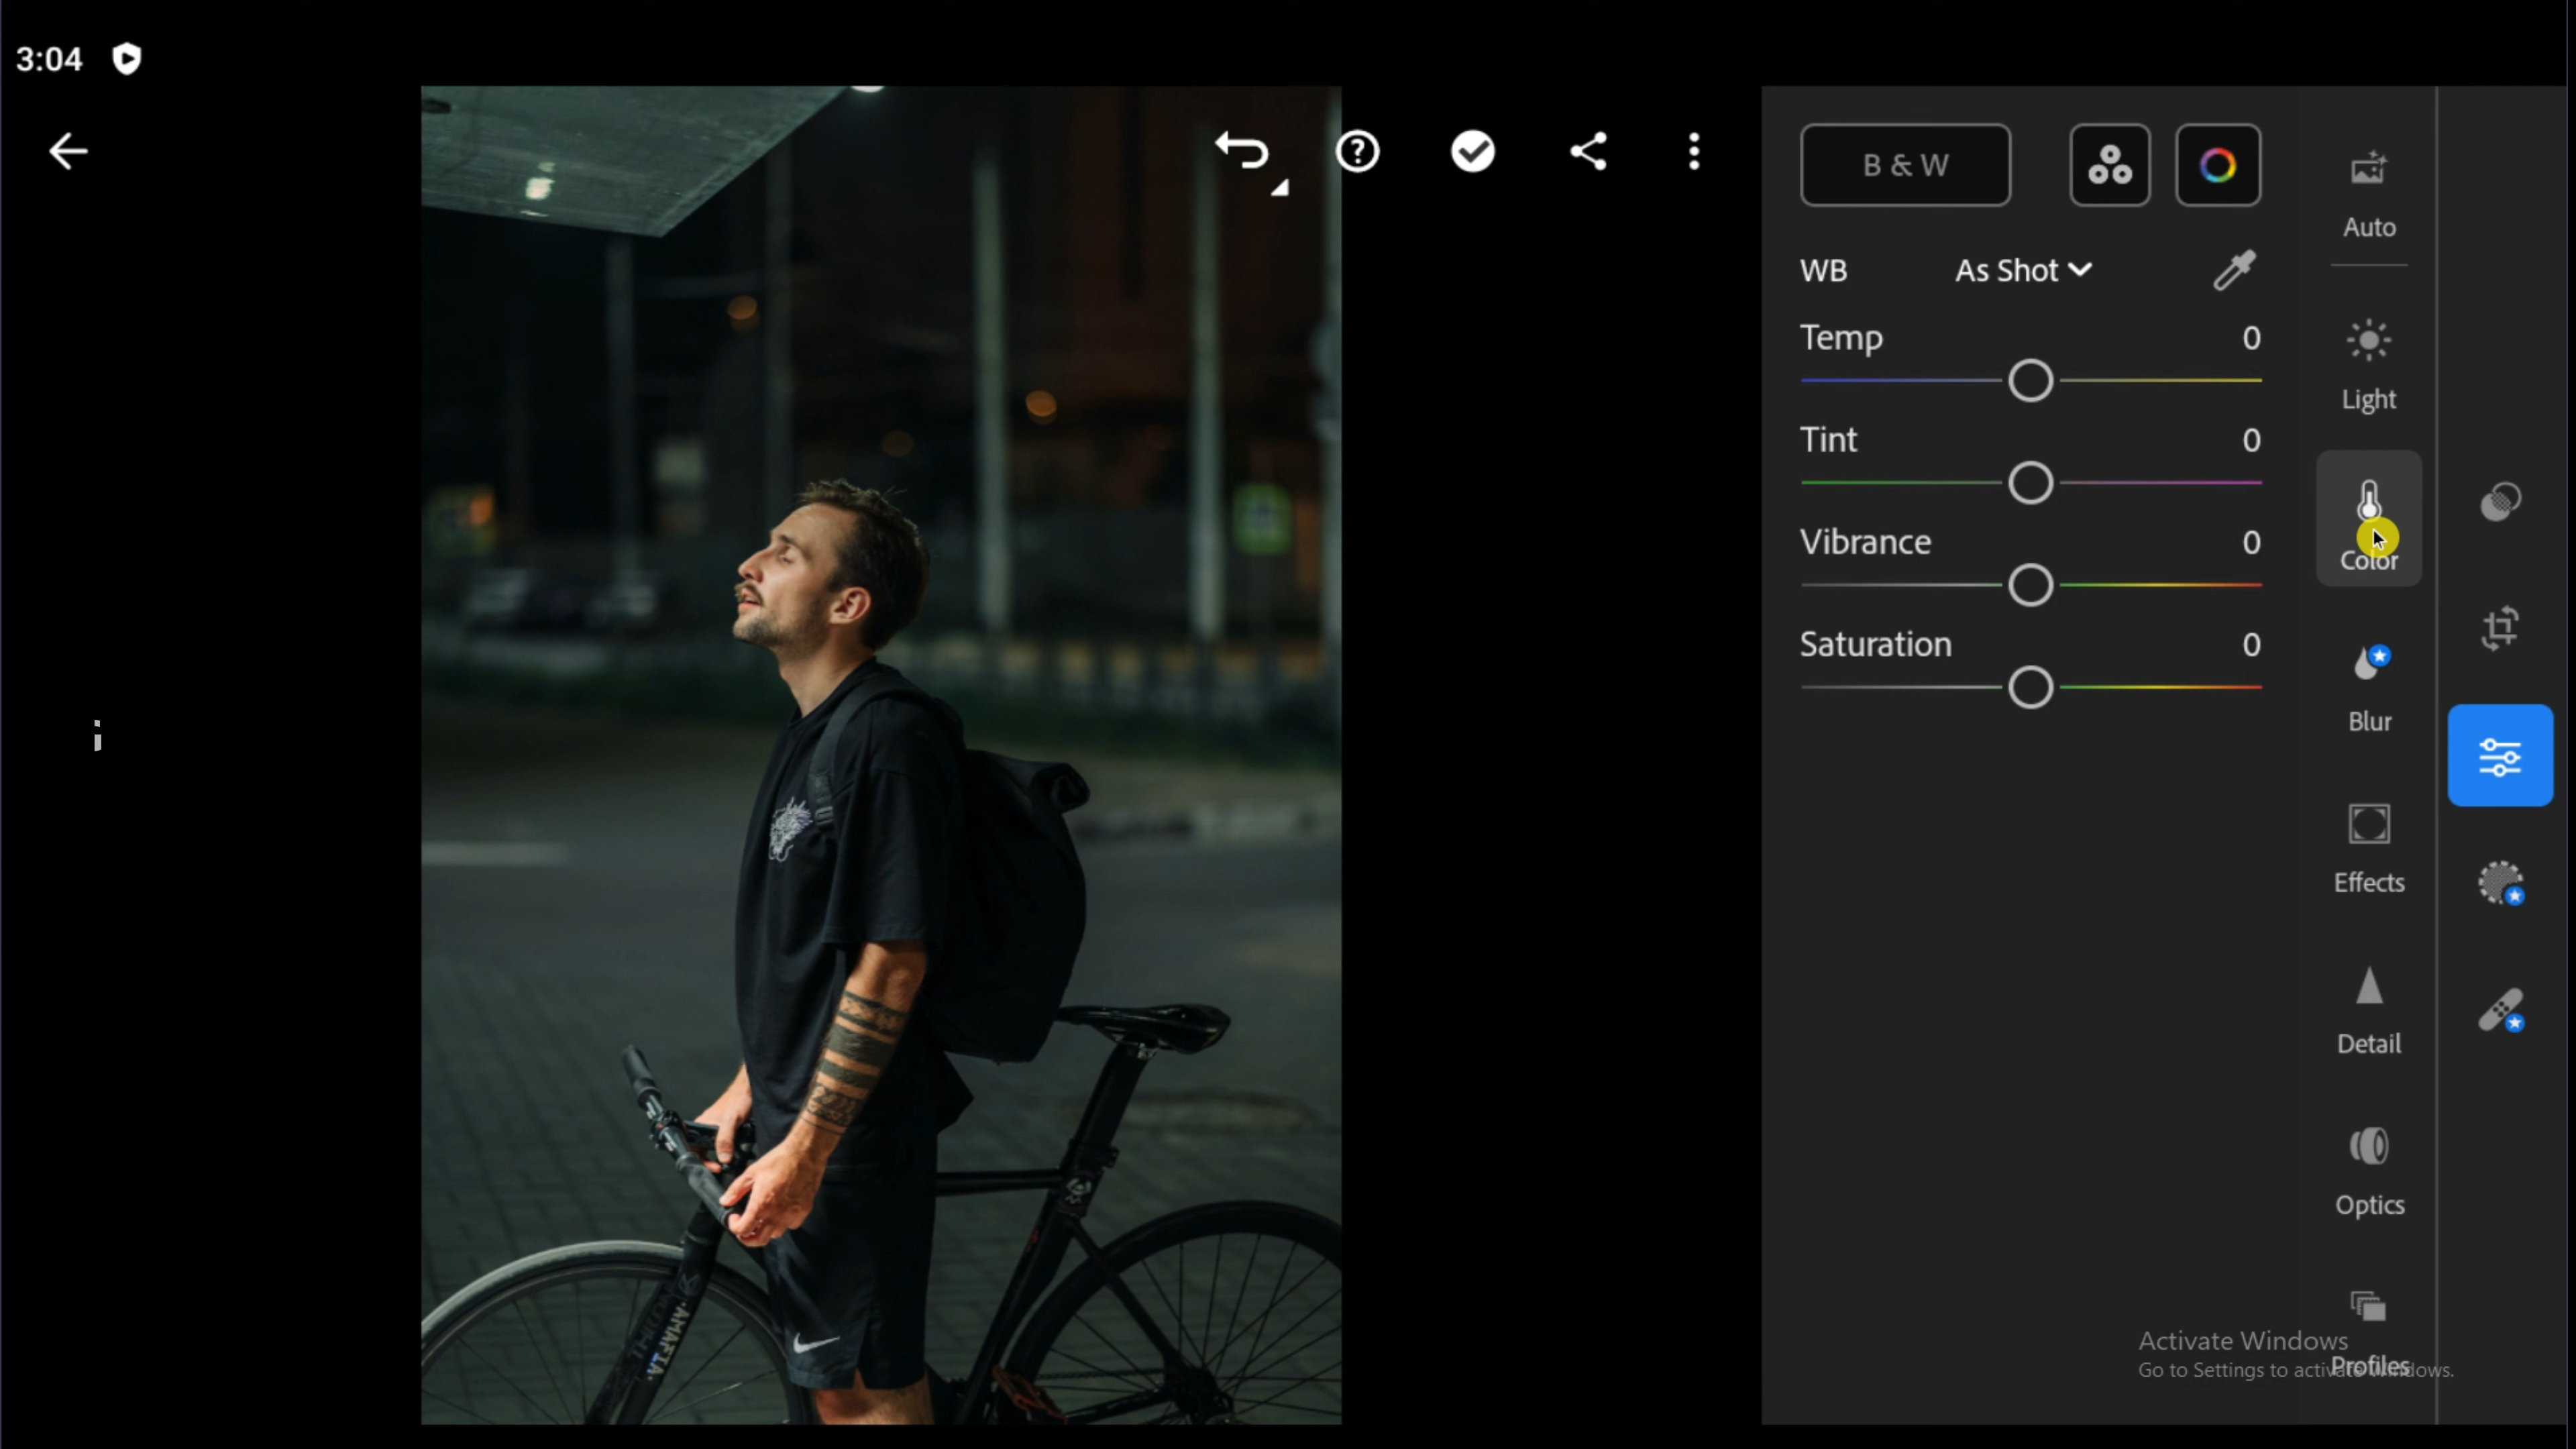 3:04
B & W
Auto
WB
As Shot
Temp
0
Light
Tint
0
Vibrance
0
Color
Saturation
0
Blur
Effects
Detail
Optics
AMAFIA
Activate Windows
Profiles
Go to Settings to activate Windows.